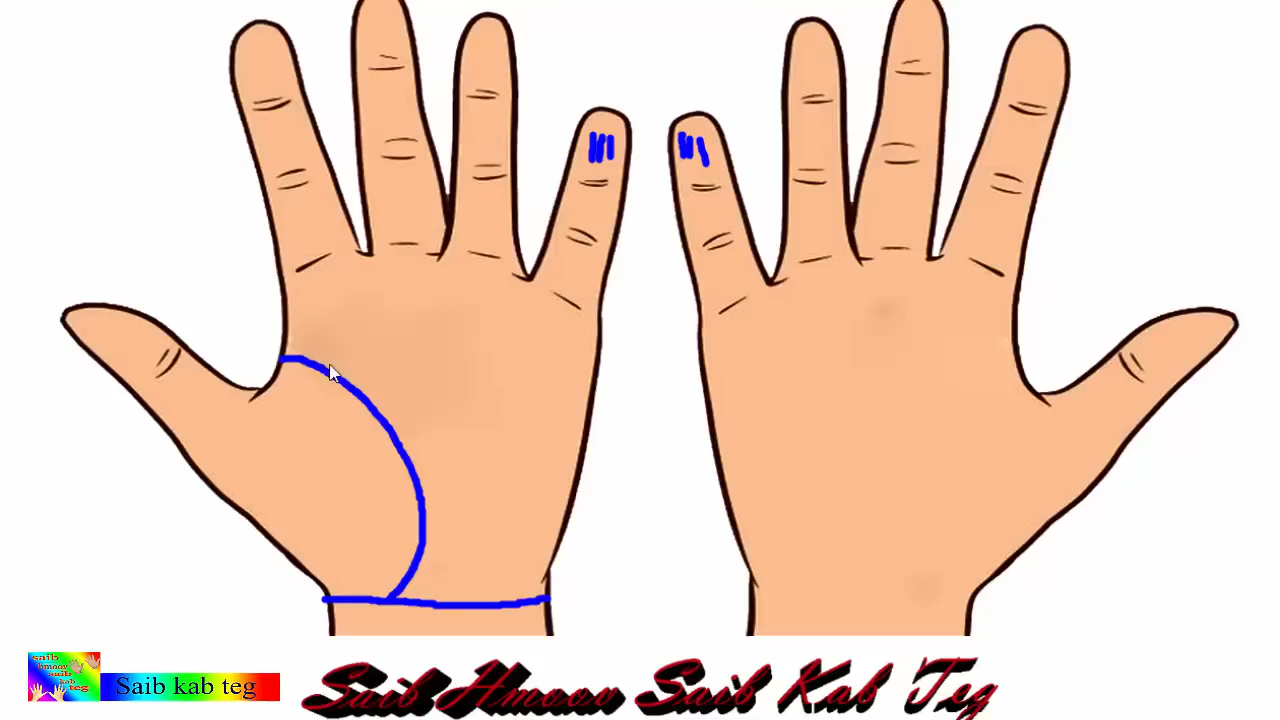 saib
hmoov
saib
kab
teg
Saib kab teg
Saib Hmoov Saib Kab Teg